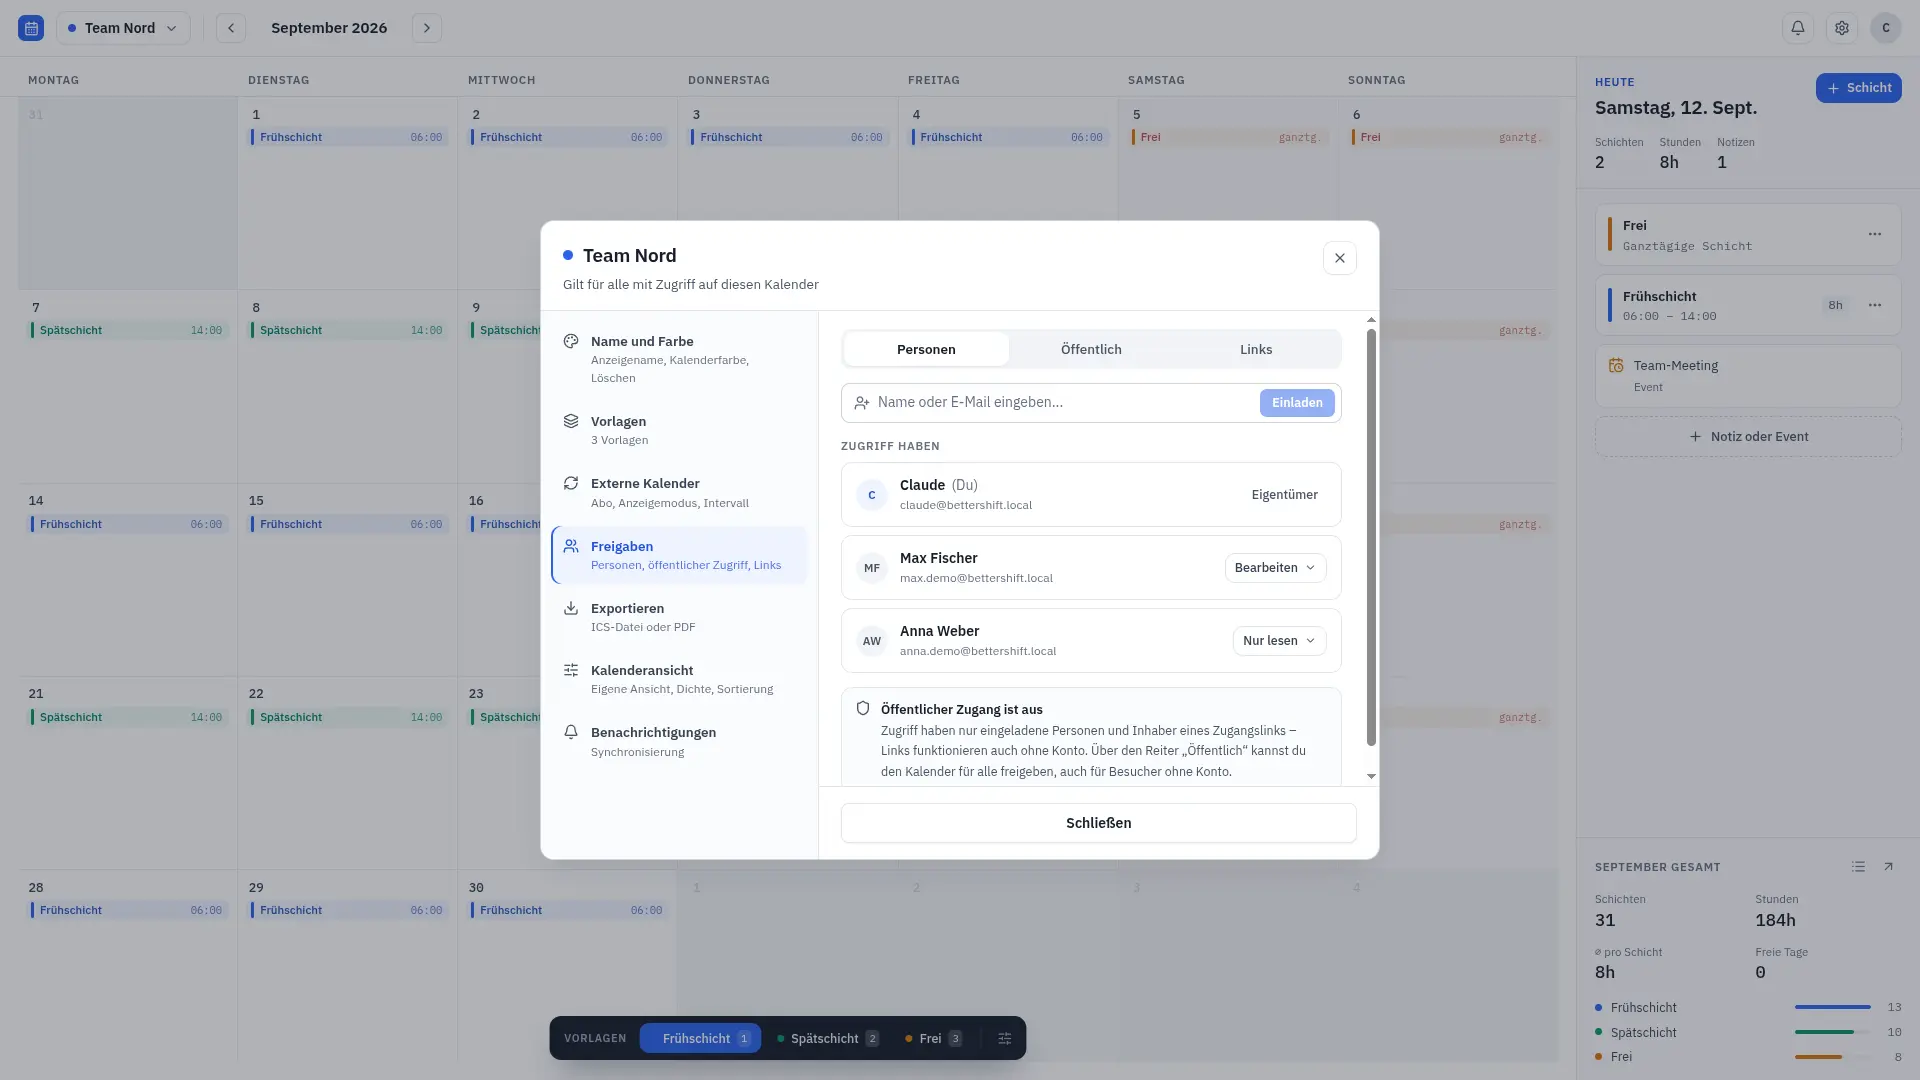 Team Nord
September 2026
C
MONTAG
DIENSTAG
MITTWOCH
DONNERSTAG
FREITAG
SAMSTAG
SONNTAG
31
1
2
3
4
5
6
Frühschicht 06:00
Frühschicht 06:00
Frühschicht 06:00
Frühschicht 06:00
Frei ganztg.
Frei ganztg.
7
8
9
Spätschicht 14:00
Spätschicht 14:00
Spätschicht
ganztg.
14
15
16
Frühschicht 06:00
Frühschicht 06:00
Frühschicht
ganztg.
21
22
23
Spätschicht 14:00
Spätschicht 14:00
Spätschicht
ganztg.
28
29
30
1
2
3
4
Frühschicht 06:00
Frühschicht 06:00
Frühschicht 06:00
Team Nord
Gilt für alle mit Zugriff auf diesen Kalender
Name und Farbe
Anzeigename, Kalenderfarbe,
Löschen
Vorlagen
3 Vorlagen
Externe Kalender
Abo, Anzeigemodus, Intervall
Freigaben
Personen, öffentlicher Zugriff, Links
Exportieren
ICS-Datei oder PDF
Kalenderansicht
Eigene Ansicht, Dichte, Sortierung
Benachrichtigungen
Synchronisierung
Personen
Öffentlich
Links
Name oder E-Mail eingeben...
Einladen
ZUGRIFF HABEN
C
Claude (Du)
claude@bettershift.local
Eigentümer
MF
Max Fischer
max.demo@bettershift.local
Bearbeiten
AW
Anna Weber
anna.demo@bettershift.local
Nur lesen
Öffentlicher Zugang ist aus
Zugriff haben nur eingeladene Personen und Inhaber eines Zugangslinks –
Links funktionieren auch ohne Konto. Über den Reiter „Öffentlich“ kannst du
den Kalender für alle freigeben, auch für Besucher ohne Konto.
Schließen
VORLAGEN
Frühschicht 1
Spätschicht 2
Frei 3
HEUTE
Samstag, 12. Sept.
Schicht
Schichten
Stunden
Notizen
2
8h
1
Frei
Ganztägige Schicht
Frühschicht
06:00 – 14:00
8h
Team-Meeting
Event
Notiz oder Event
SEPTEMBER GESAMT
Schichten
Stunden
31
184h
⌀ pro Schicht
Freie Tage
8h
0
Frühschicht 13
Spätschicht 10
Frei 8